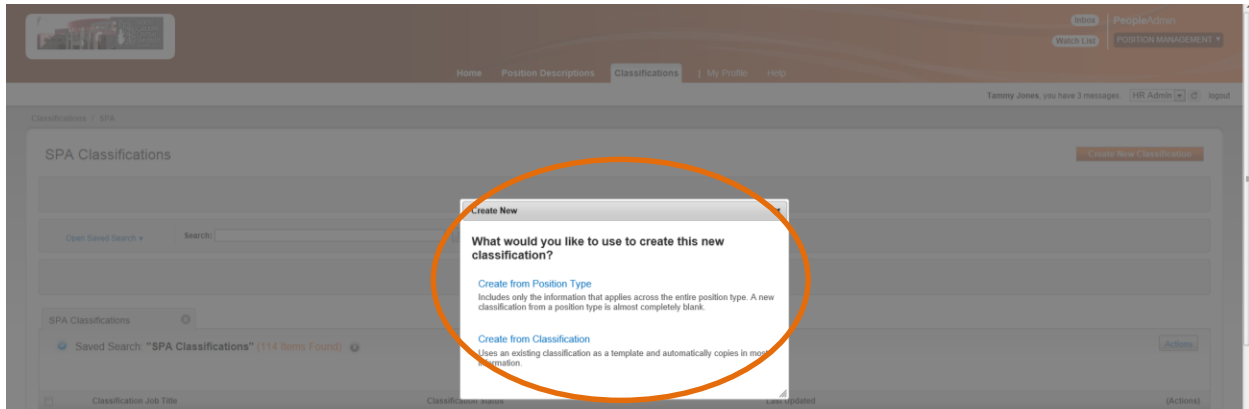 Inbox PeopleAdmin
Watch List POSITION MANAGEMENT
Home Position Descriptions Classifications | My Profile Help
Tammy Jones, you have 3 messages. HR Admin logout
Classifications / SPA
SPA Classifications
Create New Classification
Create New
What would you like to use to create this new
classification?
Open Saved Search Search:
Create from Position Type
Includes only the information that applies across the entire position type. A new
classification from a position type is almost completely blank.
SPA Classifications
Create from Classification
Saved Search: "SPA Classifications" (114 Items Found)
Actions
Uses an existing classification as a template and automatically copies in most
information.
Classification Job Title Classification Status Last Updated (Actions)